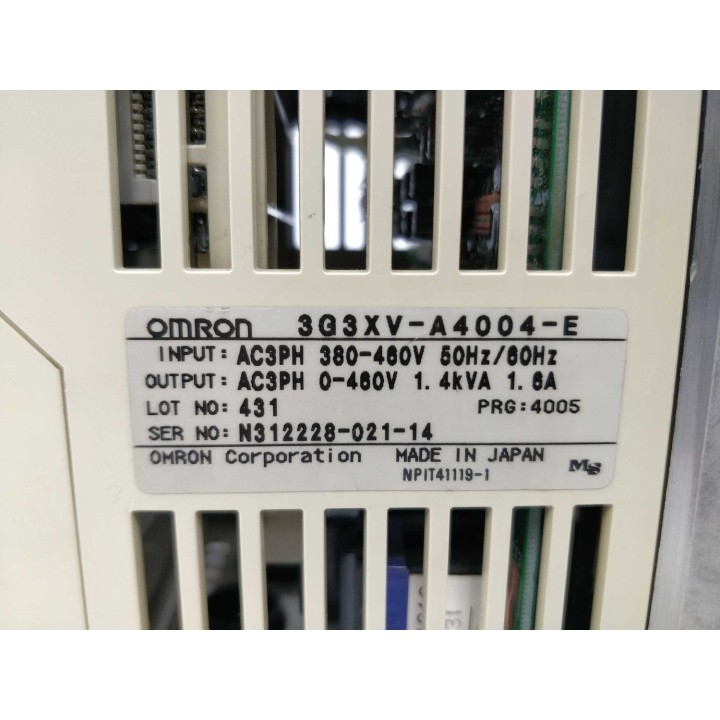 OMRON 3G3XV-A4004-E
INPUT: AC3PH 380-460V 50Hz/60Hz
OUTPUT: AC3PH 0-460V 1.4kVA 1.6A
LOT NO: 431 PRG:4005
SER NO: N312228-021-14
OMRON Corporation MADE IN JAPAN
NPIT41119-1
MS